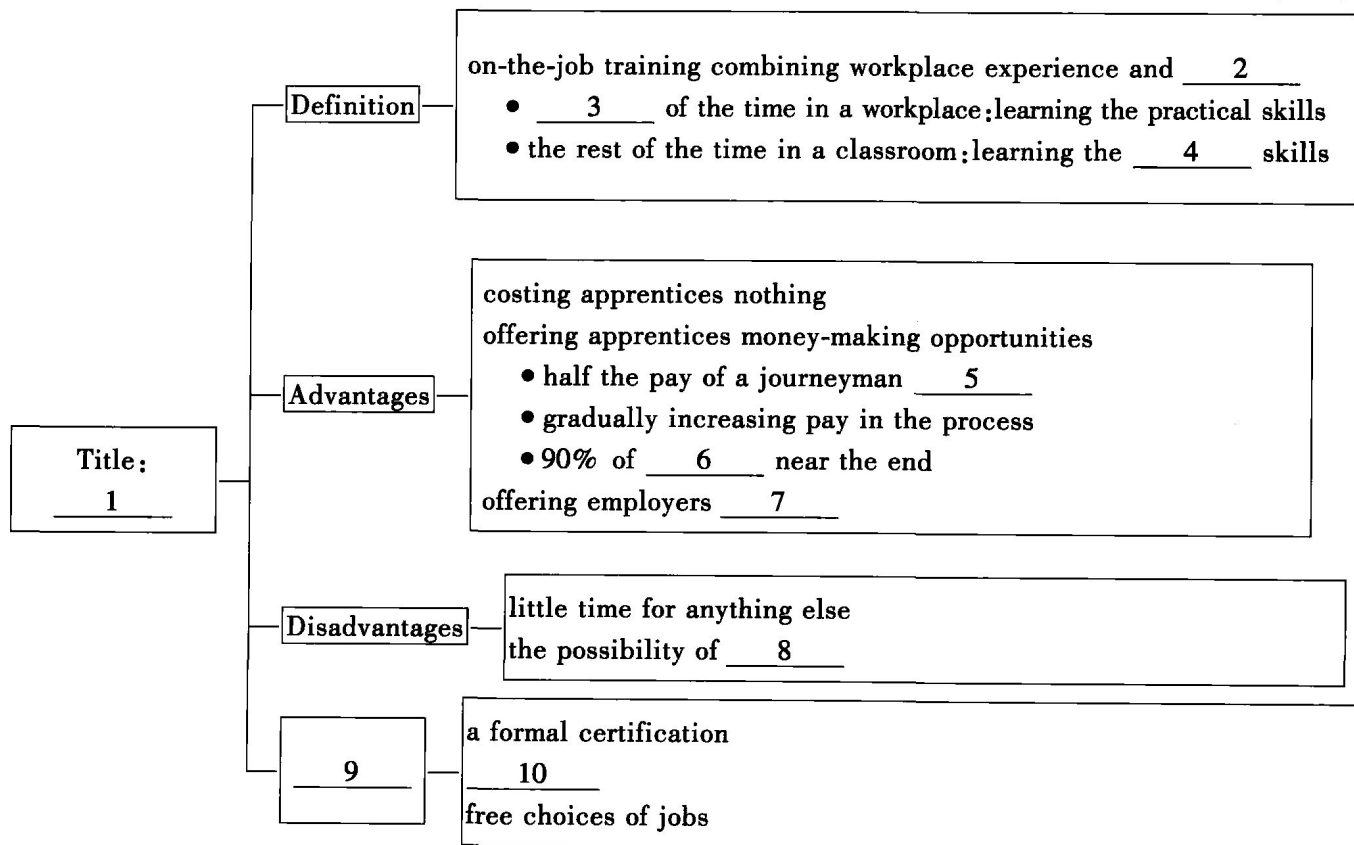 on-the-job training combining workplace experience and 2
Definition
• 3 of the time in a workplace:learning the practical skills
• the rest of the time in a classroom:learning the 4 skills
costing apprentices nothing
offering apprentices money-making opportunities
• half the pay of a journeyman 5
Advantages
• gradually increasing pay in the process
• 90% of 6 near the end
offering employers 7
Title:
1
little time for anything else
Disadvantages
the possibility of 8
a formal certification
9
10
free choices of jobs